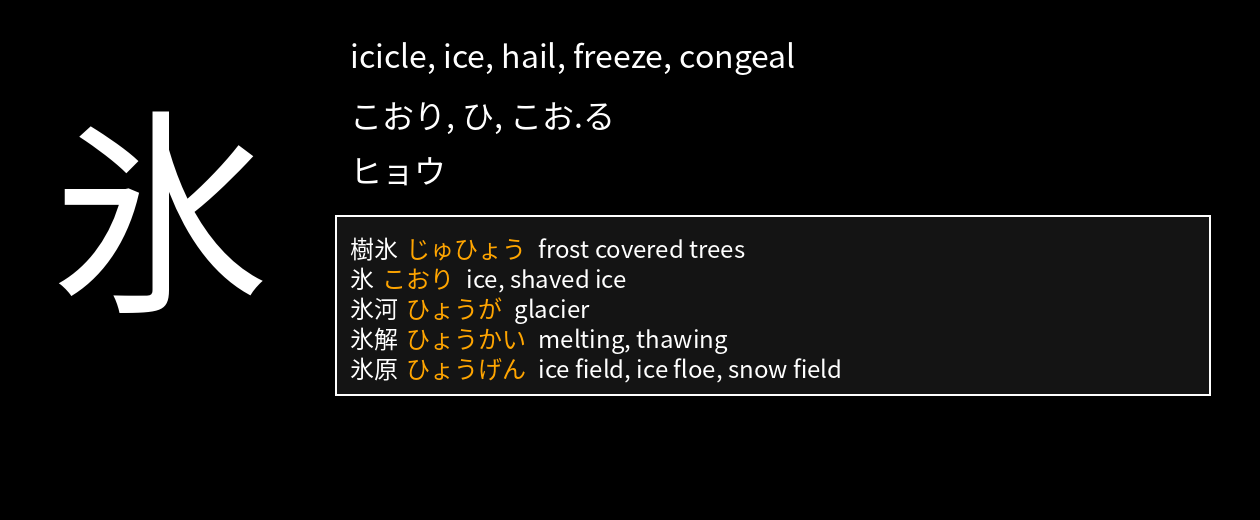 氷
icicle, ice, hail, freeze, congeal
こおり, ひ, こお.る
ヒョウ
樹氷 じゅひょう frost covered trees
氷 こおり ice, shaved ice
氷河 ひょうが glacier
氷解 ひょうかい melting, thawing
氷原 ひょうげん ice field, ice floe, snow field